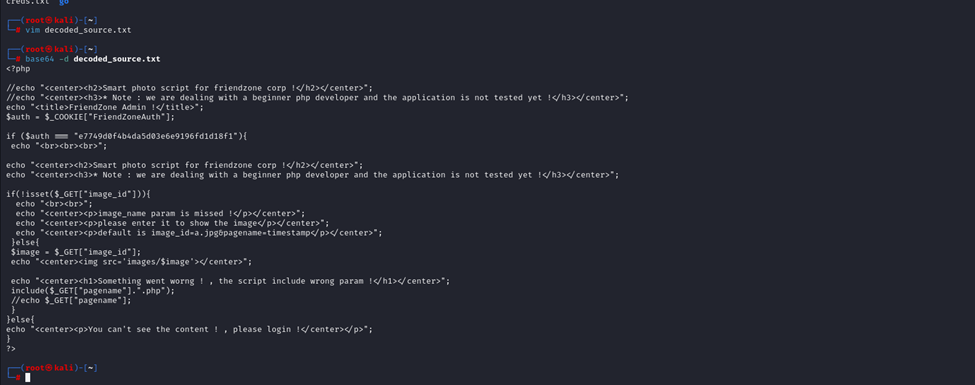 creds.txt go
┌──(root㉿kali)-[~]
└─# vim decoded_source.txt
┌──(root㉿kali)-[~]
└─# base64 -d decoded_source.txt
<?php
//echo "<center><h2>Smart photo script for friendzone corp !</h2></center>";
//echo "<center><h3>* Note : we are dealing with a beginner php developer and the application is not tested yet !</h3></center>";
echo "<title>FriendZone Admin !</title>";
$auth = $_COOKIE["FriendZoneAuth"];
if ($auth === "e7749d0f4b4da5d03e6e9196fd1d18f1"){
 echo "<br><br><br>";
echo "<center><h2>Smart photo script for friendzone corp !</h2></center>";
echo "<center><h3>* Note : we are dealing with a beginner php developer and the application is not tested yet !</h3></center>";
if(!isset($_GET["image_id"])){
  echo "<br><br>";
  echo "<center><p>image_name param is missed !</p></center>";
  echo "<center><p>please enter it to show the image</p></center>";
  echo "<center><p>default is image_id=a.jpg&pagename=timestamp</p></center>";
 }else{
 $image = $_GET["image_id"];
 echo "<center><img src='images/$image'></center>";
 echo "<center><h1>Something went worng ! , the script include wrong param !</h1></center>";
 include($_GET["pagename"].".php");
 //echo $_GET["pagename"];
 }
}else{
echo "<center><p>You can't see the content ! , please login !</center></p>";
}
?>
┌──(root㉿kali)-[~]
└─#